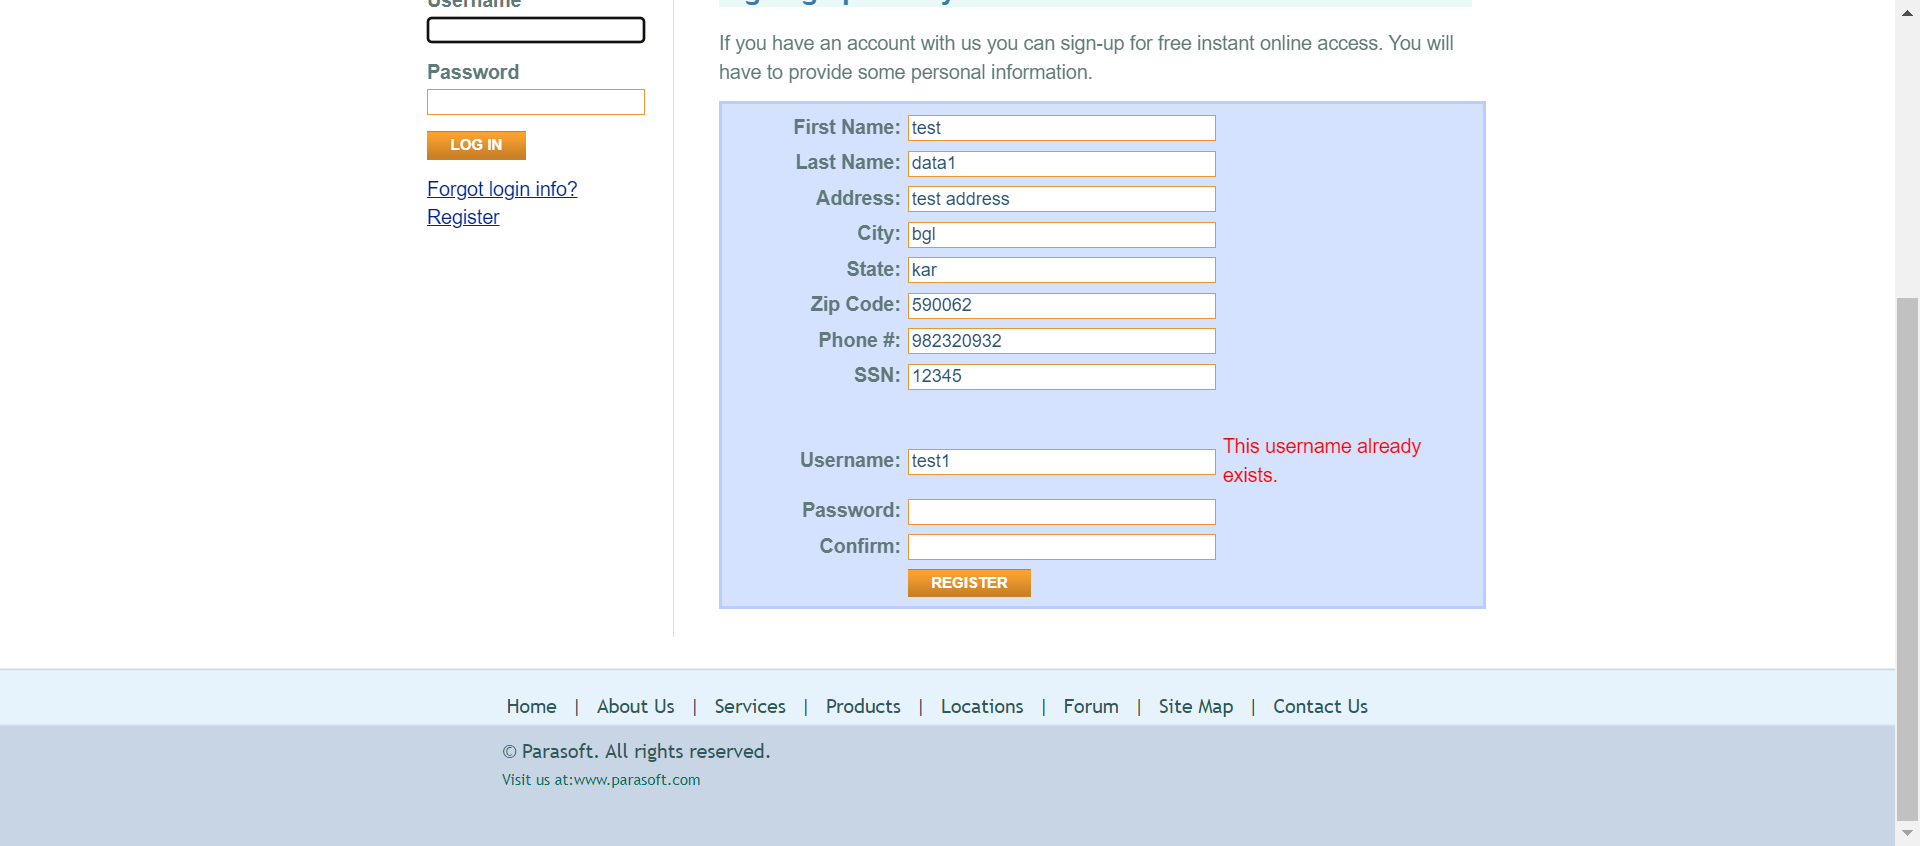 Username
Password
LOG IN
Forgot login info?
Register
If you have an account with us you can sign-up for free instant online access. You will
have to provide some personal information.
First Name: test
Last Name: data1
Address: test address
City: bgl
State: kar
Zip Code: 590062
Phone #: 982320932
SSN: 12345
Username: test1 This username already
exists.
Password:
Confirm:
REGISTER
Home | About Us | Services | Products | Locations | Forum | Site Map | Contact Us
© Parasoft. All rights reserved.
Visit us at:www.parasoft.com